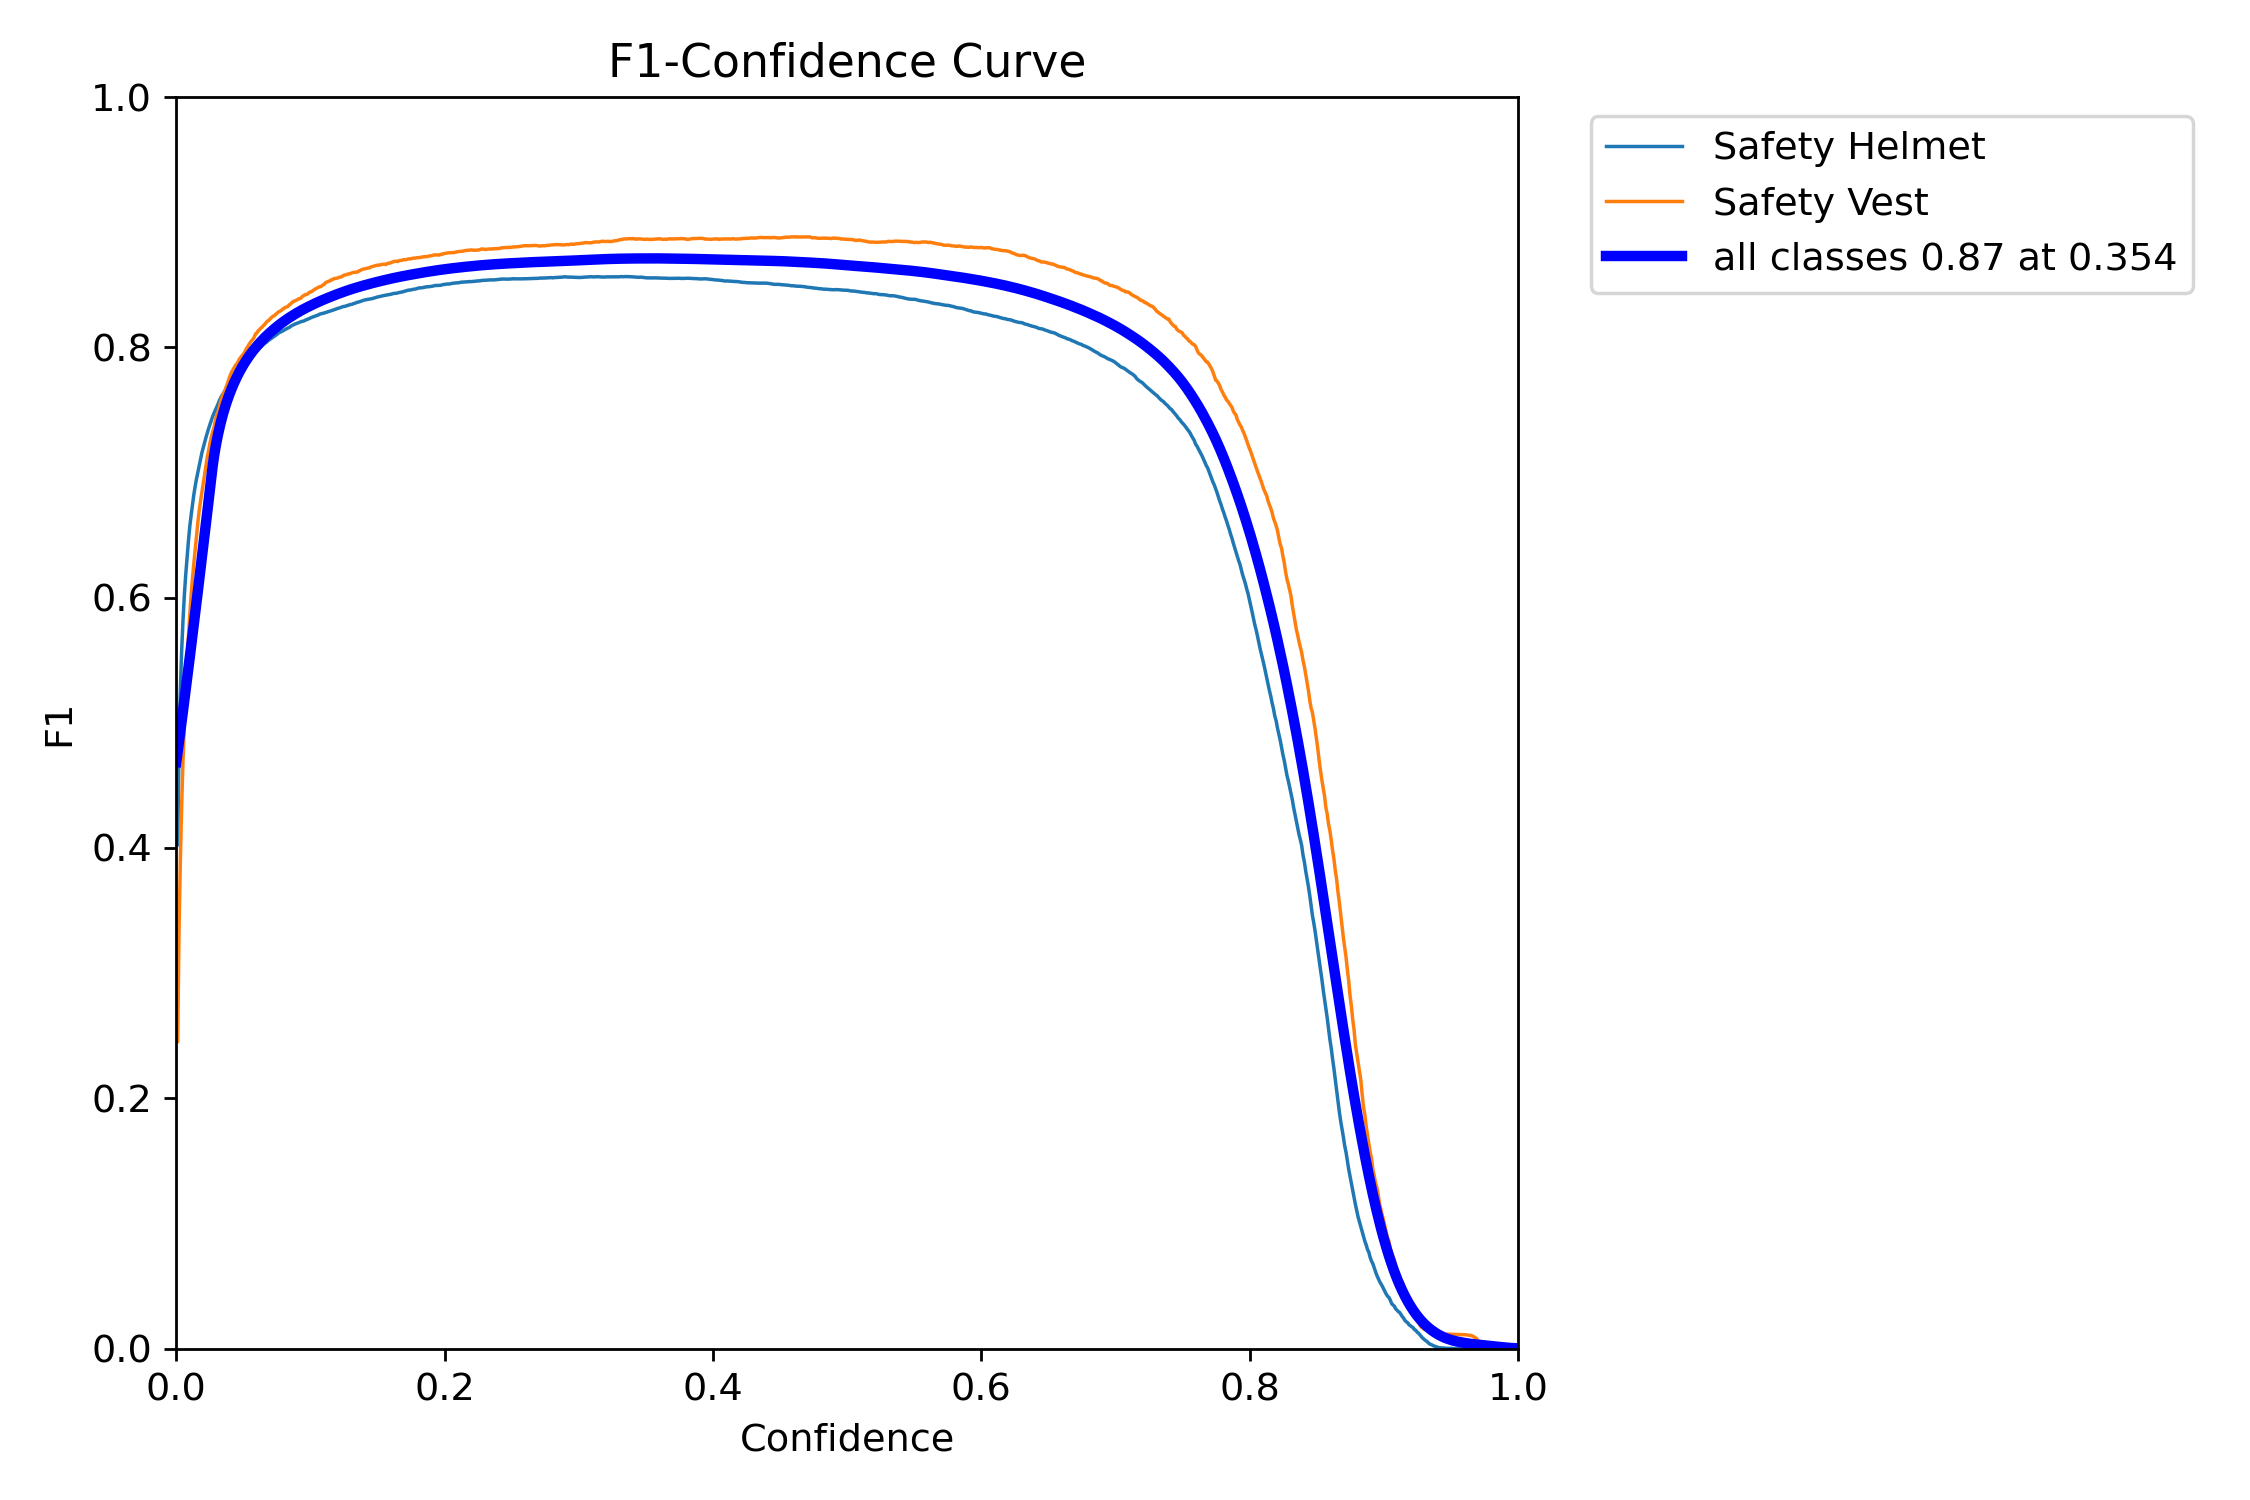 F1-Confidence Curve
1.0
0.8
0.6
0.4
0.2
0.0
F1
0.0 0.2 0.4 0.6 0.8 1.0
Confidence
Safety Helmet
Safety Vest
all classes 0.87 at 0.354